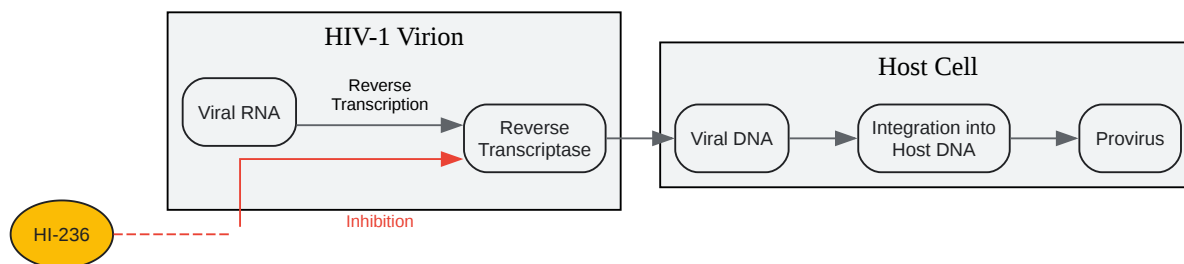 HIV-1 Virion
Viral RNA
Reverse
Transcription
Reverse
Transcriptase
Inhibition
HI-236
Host Cell
Viral DNA
Integration into
Host DNA
Provirus